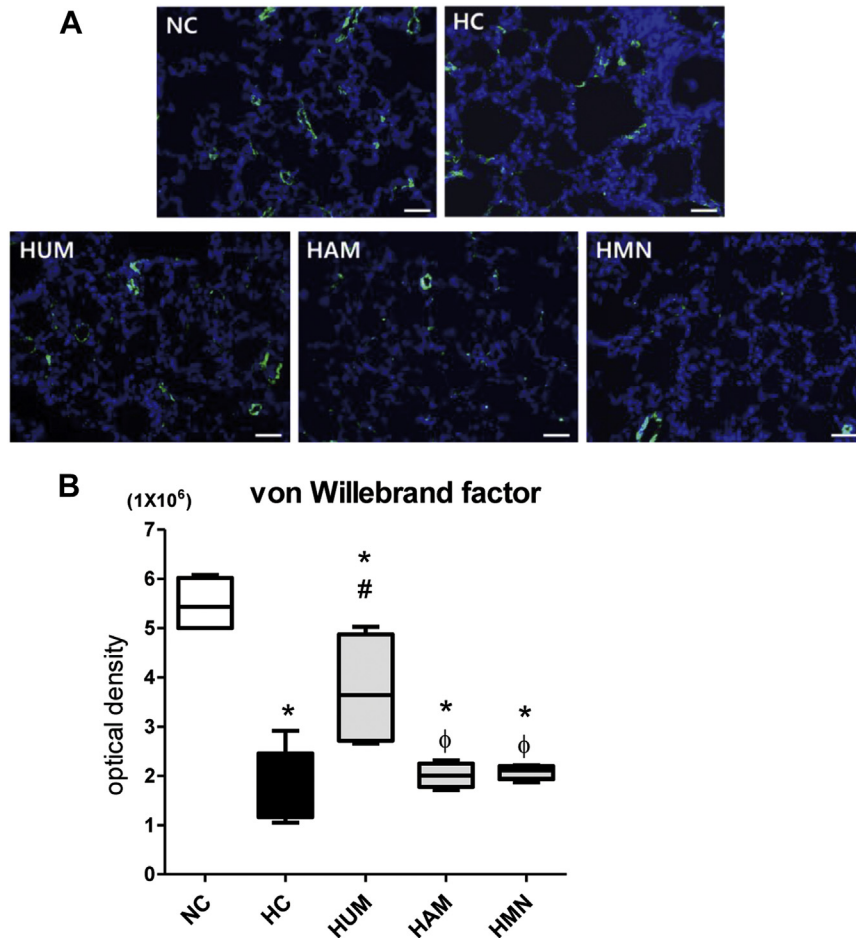 A
NC
HC
HUM
HAM
HMN
B
(1X10⁶)
von Willebrand factor
optical density
7
6
5
4
3
2
1
0
*
*
#
*
ϕ
*
ϕ
NC
HC
HUM
HAM
HMN